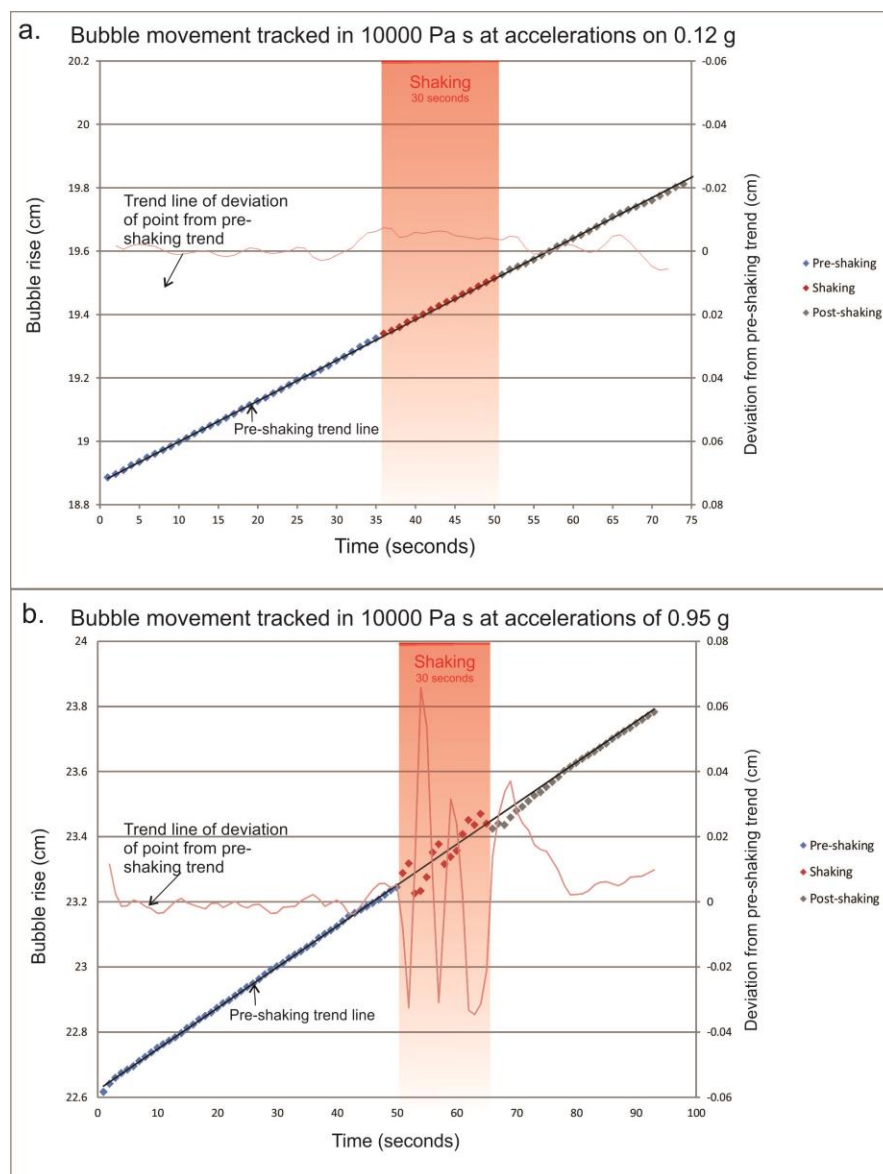 a. Bubble movement tracked in 10000 Pa s at accelerations on 0.12 g
20.2
20
19.8
19.6
19.4
19.2
19
18.8
Bubble rise (cm)
Shaking
30 seconds
Trend line of deviation
of point from pre-
shaking trend
Pre-shaking trend line
-0.06
-0.04
-0.02
0
0.02
0.04
0.06
0.08
Deviation from pre-shaking trend (cm)
Pre-shaking
Shaking
Post-shaking
0 5 10 15 20 25 30 35 40 45 50 55 60 65 70 75
Time (seconds)
b. Bubble movement tracked in 10000 Pa s at accelerations of 0.95 g
24
23.8
23.6
23.4
23.2
23
22.8
22.6
Bubble rise (cm)
Shaking
30 seconds
Trend line of deviation
of point from pre-
shaking trend
Pre-shaking trend line
0.08
0.06
0.04
0.02
0
-0.02
-0.04
-0.06
Deviation from pre-shaking trend (cm)
Pre-shaking
Shaking
Post-shaking
0 10 20 30 40 50 60 70 80 90 100
Time (seconds)